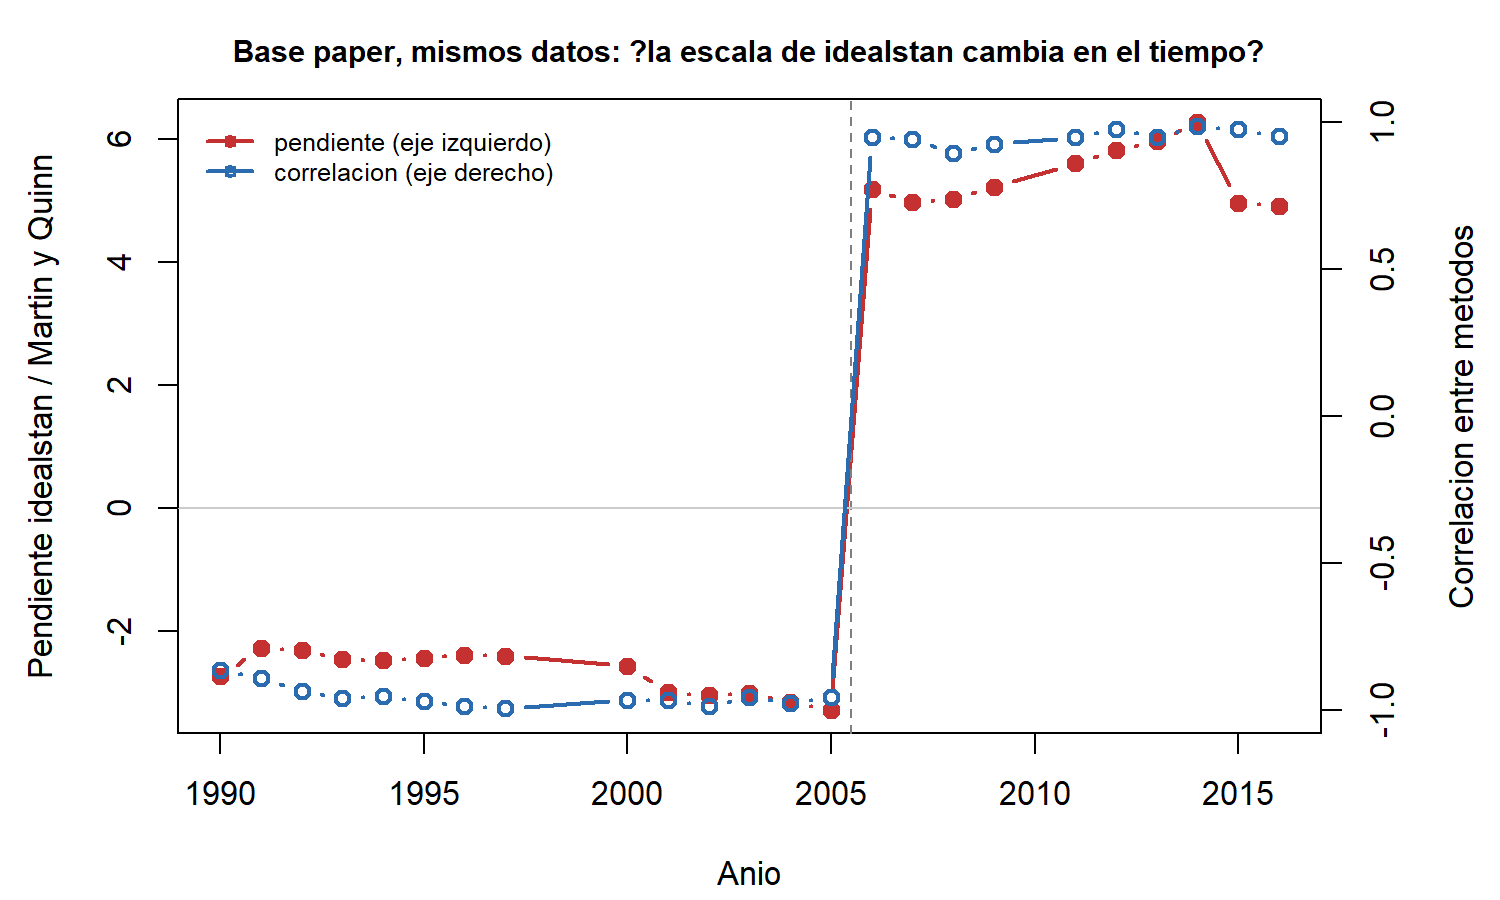 Base paper, mismos datos: ?la escala de idealstan cambia en el tiempo?
pendiente (eje izquierdo)
correlacion (eje derecho)
Pendiente idealstan / Martin y Quinn
6
4
2
0
-2
1.0
0.5
0.0
-0.5
-1.0
Correlacion entre metodos
1990
1995
2000
2005
2010
2015
Anio